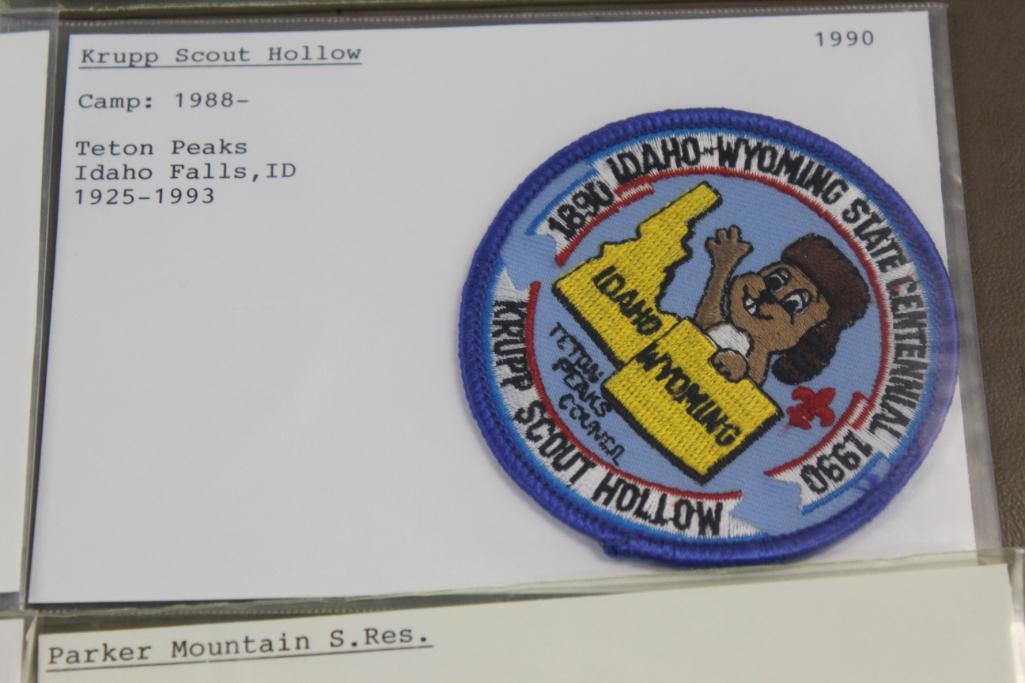 Krupp Scout Hollow
1990
Camp: 1988-
Teton Peaks
Idaho Falls,ID
1925-1993
1890 IDAHO-WYOMING STATE CENTENNIAL 1990
IDAHO
WYOMING
TETON
PEAKS
COUNCIL
KRUPP SCOUT HOLLOW
Parker Mountain S.Res.